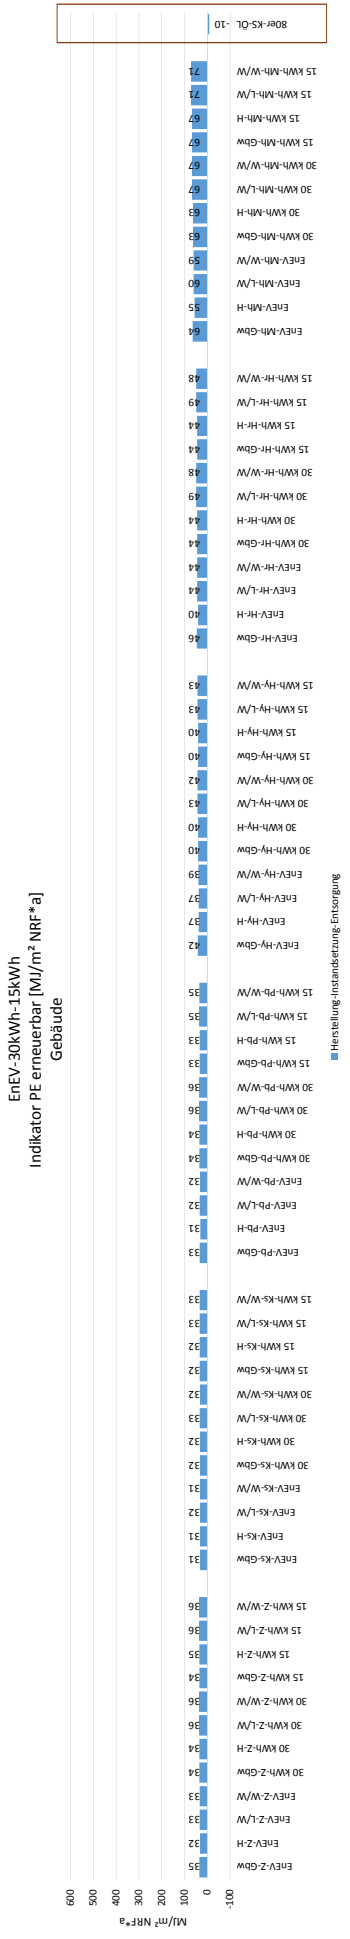 EnEV-30kWh-15kWh
Indikator PE erneuerbar [MJ/m² NRF*a]
Gebäude
MJ/m² NRF*a
600
500
400
300
200
100
0
-100
35 EnEV-Z-Gbw
32 EnEV-Z-H
33 EnEV-Z-L/W
33 EnEV-Z-W/W
34 30 kWh-Z-Gbw
34 30 kWh-Z-H
36 30 kWh-Z-L/W
36 30 kWh-Z-W/W
34 15 kWh-Z-Gbw
35 15 kWh-Z-H
36 15 kWh-Z-L/W
36 15 kWh-Z-W/W
31 EnEV-Ks-Gbw
31 EnEV-Ks-H
32 EnEV-Ks-L/W
31 EnEV-Ks-W/W
32 30 kWh-Ks-Gbw
32 30 kWh-Ks-H
33 30 kWh-Ks-L/W
32 30 kWh-Ks-W/W
32 15 kWh-Ks-Gbw
32 15 kWh-Ks-H
33 15 kWh-Ks-L/W
33 15 kWh-Ks-W/W
33 EnEV-Pb-Gbw
31 EnEV-Pb-H
32 EnEV-Pb-L/W
32 EnEV-Pb-W/W
34 30 kWh-Pb-Gbw
34 30 kWh-Pb-H
36 30 kWh-Pb-L/W
36 30 kWh-Pb-W/W
33 15 kWh-Pb-Gbw
33 15 kWh-Pb-H
35 15 kWh-Pb-L/W
35 15 kWh-Pb-W/W
42 EnEV-Hy-Gbw
37 EnEV-Hy-H
37 EnEV-Hy-L/W
39 EnEV-Hy-W/W
40 30 kWh-Hy-Gbw
40 30 kWh-Hy-H
43 30 kWh-Hy-L/W
42 30 kWh-Hy-W/W
40 15 kWh-Hy-Gbw
40 15 kWh-Hy-H
43 15 kWh-Hy-L/W
43 15 kWh-Hy-W/W
46 EnEV-Hr-Gbw
40 EnEV-Hr-H
44 EnEV-Hr-L/W
44 EnEV-Hr-W/W
44 30 kWh-Hr-Gbw
44 30 kWh-Hr-H
49 30 kWh-Hr-L/W
48 30 kWh-Hr-W/W
44 15 kWh-Hr-Gbw
44 15 kWh-Hr-H
49 15 kWh-Hr-L/W
48 15 kWh-Hr-W/W
64 EnEV-Mh-Gbw
55 EnEV-Mh-H
60 EnEV-Mh-L/W
59 EnEV-Mh-W/W
63 30 kWh-Mh-Gbw
63 30 kWh-Mh-H
67 30 kWh-Mh-L/W
67 30 kWh-Mh-W/W
67 15 kWh-Mh-Gbw
67 15 kWh-Mh-H
71 15 kWh-Mh-L/W
71 15 kWh-Mh-W/W
-10 80er-KS-ÖL
Herstellung-Instandsetzung-Entsorgung